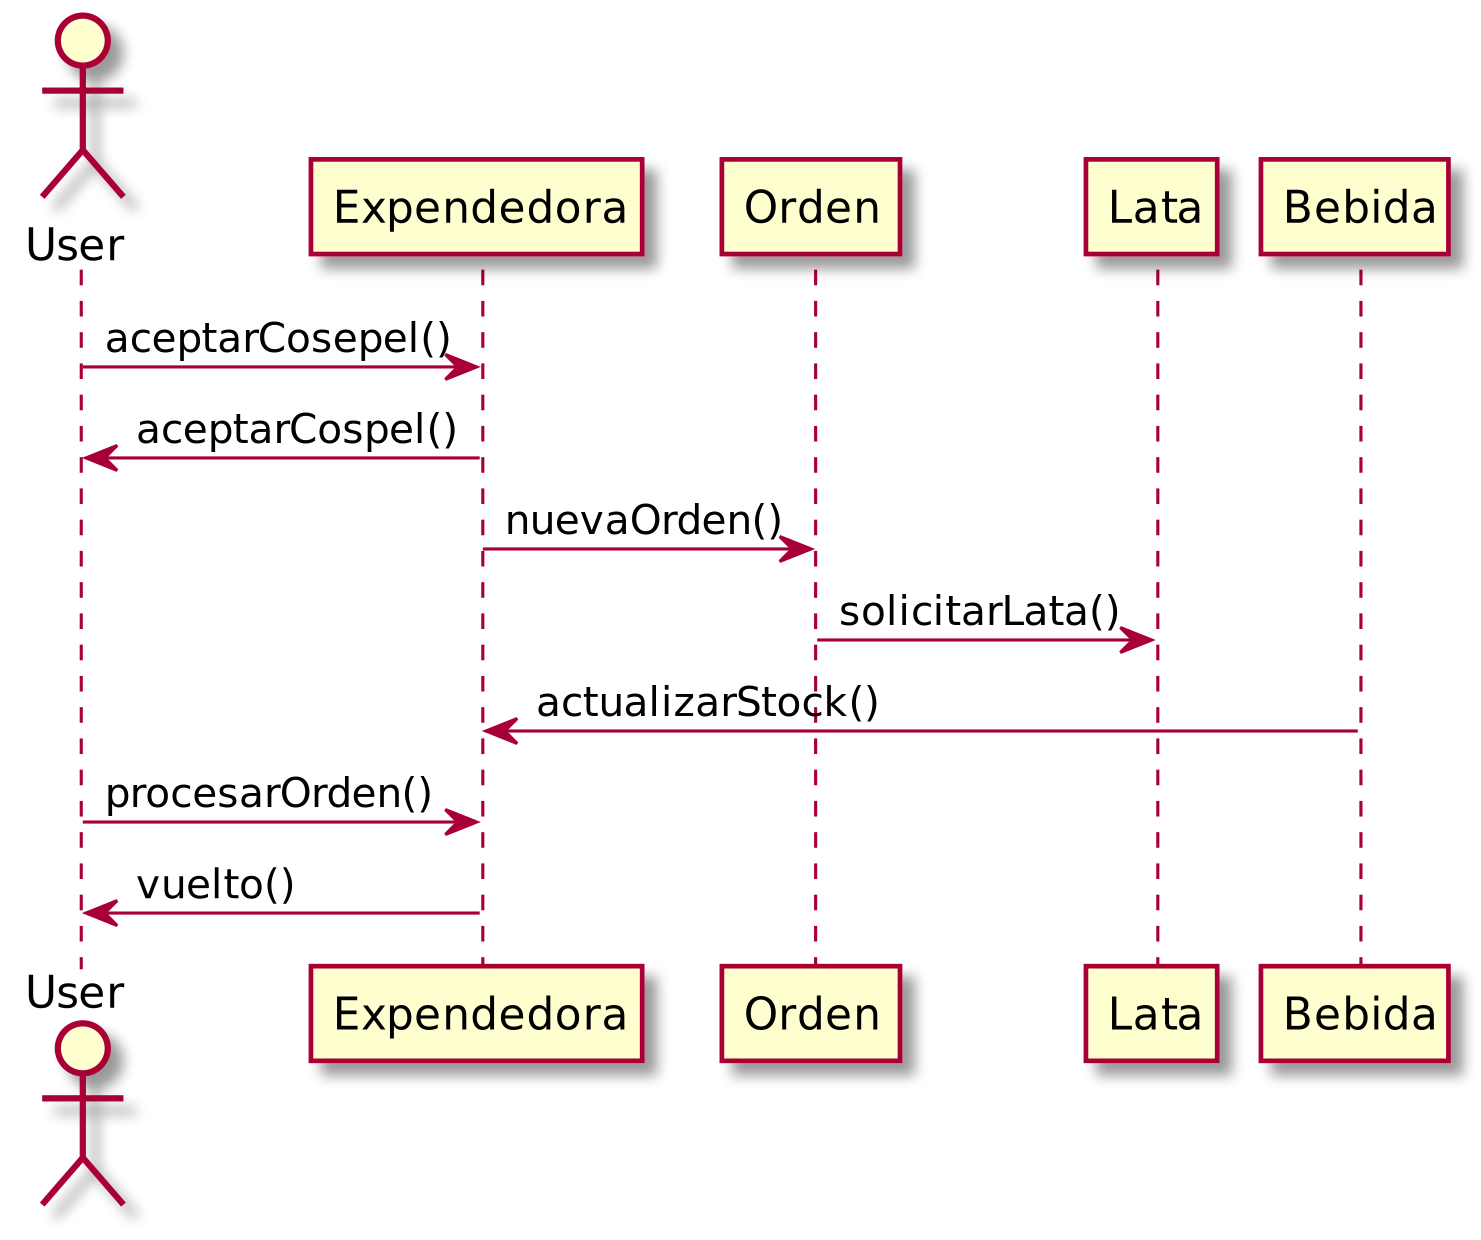 User
Expendedora
Orden
Lata
Bebida
aceptarCosepel()
aceptarCospel()
nuevaOrden()
solicitarLata()
actualizarStock()
procesarOrden()
vuelto()
User
Expendedora
Orden
Lata
Bebida